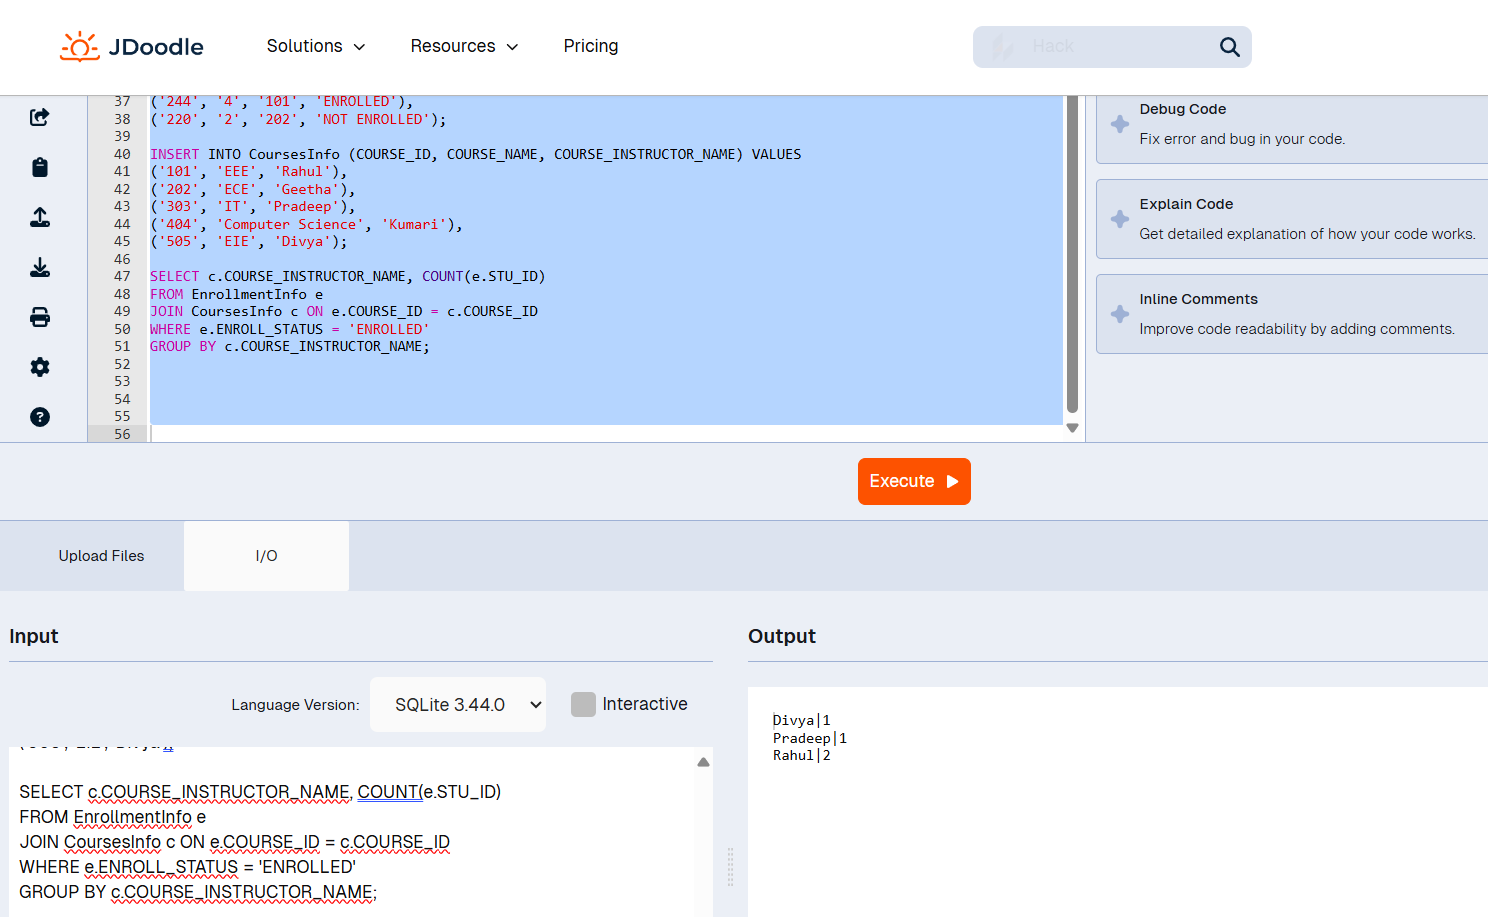 JDoodle
Solutions
Resources
Pricing
Hack
37 ('244', '4', '101', 'ENROLLED'),
38 ('220', '2', '202', 'NOT ENROLLED');
39
40 INSERT INTO CoursesInfo (COURSE_ID, COURSE_NAME, COURSE_INSTRUCTOR_NAME) VALUES
41 ('101', 'EEE', 'Rahul'),
42 ('202', 'ECE', 'Geetha'),
43 ('303', 'IT', 'Pradeep'),
44 ('404', 'Computer Science', 'Kumari'),
45 ('505', 'EIE', 'Divya');
46
47 SELECT c.COURSE_INSTRUCTOR_NAME, COUNT(e.STU_ID)
48 FROM EnrollmentInfo e
49 JOIN CoursesInfo c ON e.COURSE_ID = c.COURSE_ID
50 WHERE e.ENROLL_STATUS = 'ENROLLED'
51 GROUP BY c.COURSE_INSTRUCTOR_NAME;
52
53
54
55
56
Debug Code
Fix error and bug in your code.
Explain Code
Get detailed explanation of how your code works.
Inline Comments
Improve code readability by adding comments.
Execute
Upload Files
I/O
Input
Language Version:
SQLite 3.44.0
Interactive
SELECT c.COURSE_INSTRUCTOR_NAME, COUNT(e.STU_ID)
FROM EnrollmentInfo e
JOIN CoursesInfo c ON e.COURSE_ID = c.COURSE_ID
WHERE e.ENROLL_STATUS = 'ENROLLED'
GROUP BY c.COURSE_INSTRUCTOR_NAME;
Output
Divya|1
Pradeep|1
Rahul|2